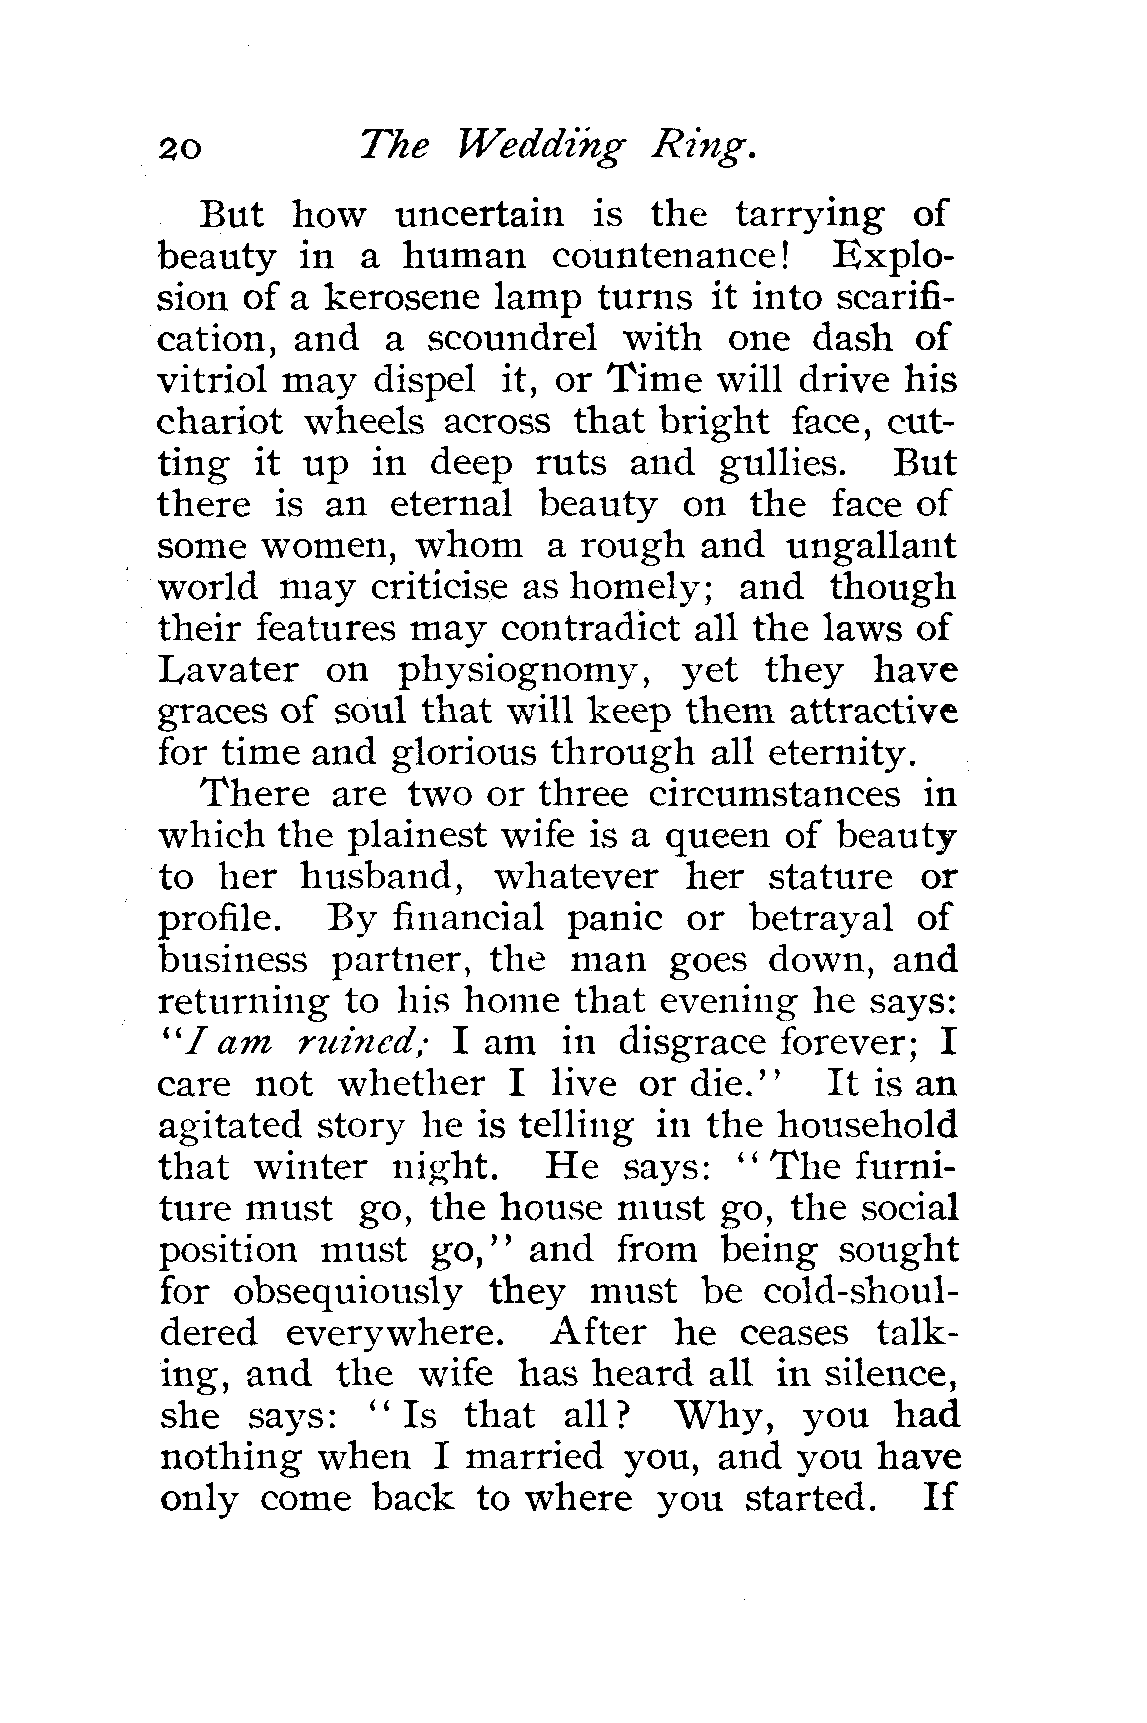 20 The Wedding Ring.
But how uncertain is the tarrying of
beauty in a human countenance! Explo-
sion of a kerosene lamp turns it into scarifi-
cation, and a scoundrel with one dash of
vitriol may dispel it, or Time will drive his
chariot wheels across that bright face, cut-
ting it up in deep ruts and gullies. But
there is an eternal beauty on the face of
some women, whom a rough and ungallant
world may criticise as homely; and though
their features may contradict all the laws of
Lavater on physiognomy, yet they have
graces of soul that will keep them attractive
for time and glorious through all eternity.
There are two or three circumstances in
which the plainest wife is a queen of beauty
to her husband, whatever her stature or
profile. By financial panic or betrayal of
business partner, the man goes down, and
returning to his home that evening he says:
"I am ruined; I am in disgrace forever; I
care not whether I live or die." It is an
agitated story he is telling in the household
that winter night. He says: "The furni-
ture must go, the house must go, the social
position must go," and from being sought
for obsequiously they must be cold-shoul-
dered everywhere. After he ceases talk-
ing, and the wife has heard all in silence,
she says: "Is that all? Why, you had
nothing when I married you, and you have
only come back to where you started. If